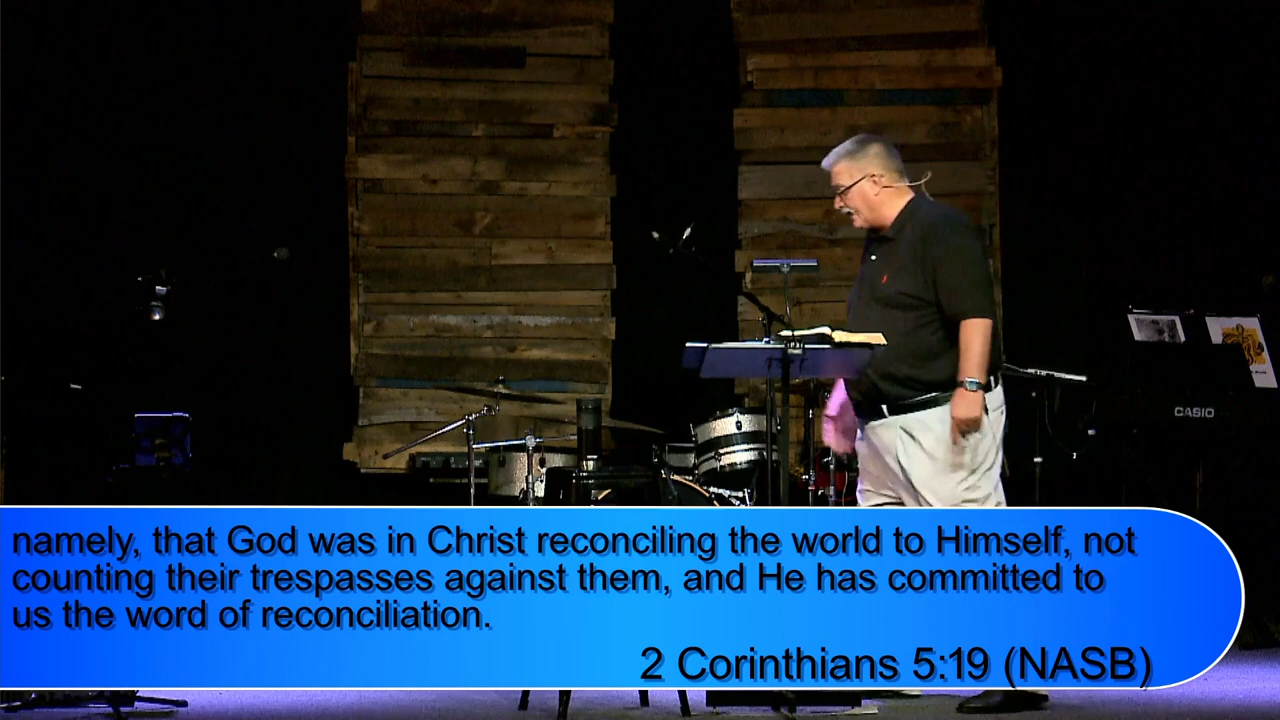 CASIO
namely, that God was in Christ reconciling the world to Himself, not
counting their trespasses against them, and He has committed to
us the word of reconciliation.
2 Corinthians 5:19 (NASB)